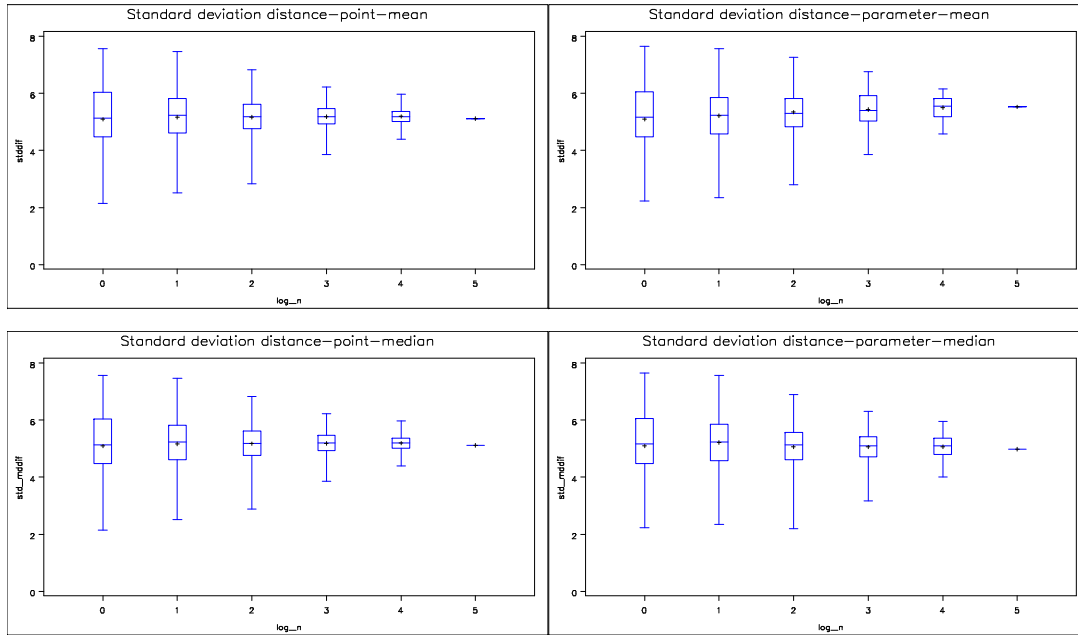 Standard deviation distance-point-mean
8
6
4
2
0
stddif
0 1 2 3 4 5
log_n
Standard deviation distance-parameter-mean
8
6
4
2
0
stddif
0 1 2 3 4 5
log_n
Standard deviation distance-point-median
8
6
4
2
0
std_mddif
0 1 2 3 4 5
log_n
Standard deviation distance-parameter-median
8
6
4
2
0
std_mddif
0 1 2 3 4 5
log_n